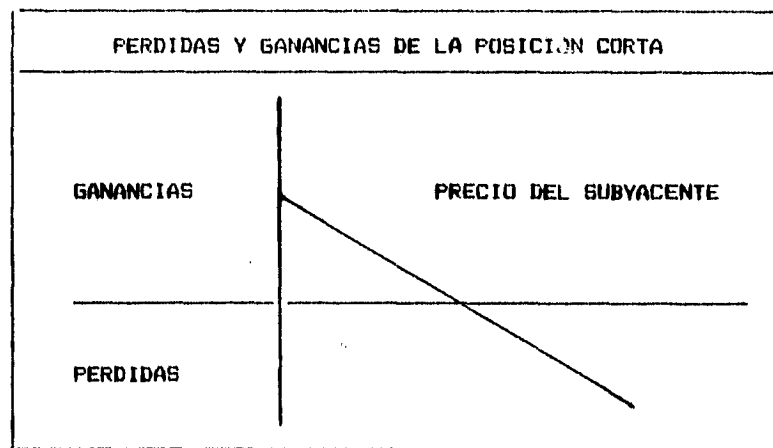 PERDIDAS Y GANANCIAS DE LA POSICION CORTA
GANANCIAS
PRECIO DEL SUBYACENTE
PERDIDAS